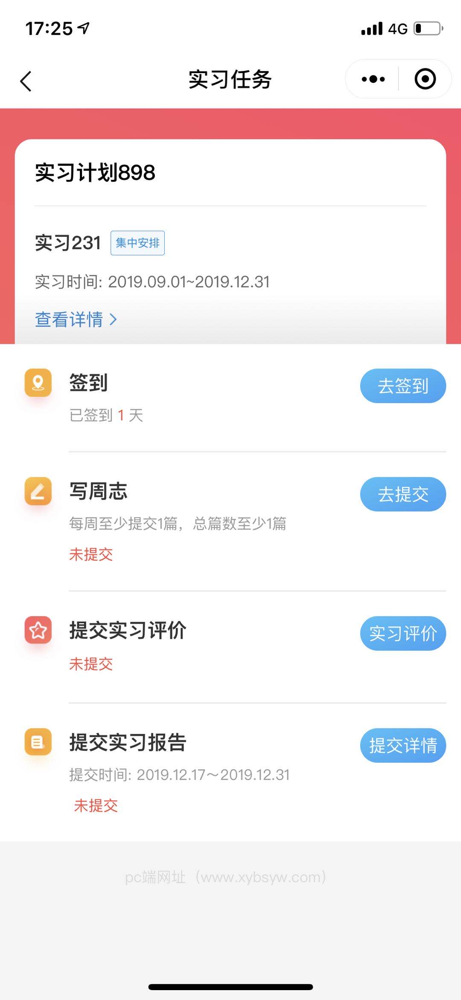 17:25
4G
实习任务
实习计划898
实习231 集中安排
实习时间: 2019.09.01~2019.12.31
查看详情
签到
去签到
已签到 1 天
写周志
去提交
每周至少提交1篇，总篇数至少1篇
未提交
提交实习评价
实习评价
未提交
提交实习报告
提交详情
提交时间: 2019.12.17～2019.12.31
未提交
pc端网址（www.xybsyw.com）